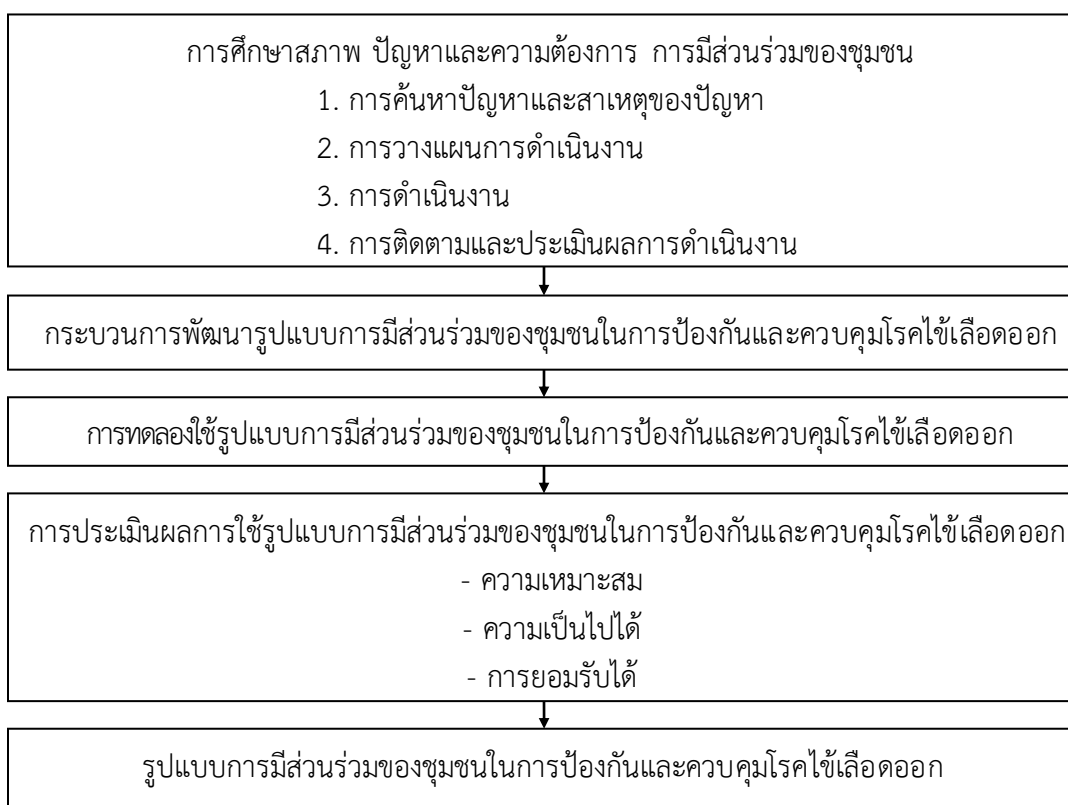 การศึกษาสภาพ ปัญหาและความต้องการ การมีส่วนร่วมของชุมชน
1. การค้นหาปัญหาและสาเหตุของปัญหา
2. การวางแผนการดำเนินงาน
3. การดำเนินงาน
4. การติดตามและประเมินผลการดำเนินงาน
กระบวนการพัฒนารูปแบบการมีส่วนร่วมของชุมชนในการป้องกันและควบคุมโรคไข้เลือดออก
การทดลองใช้รูปแบบการมีส่วนร่วมของชุมชนในการป้องกันและควบคุมโรคไข้เลือดออก
การประเมินผลการใช้รูปแบบการมีส่วนร่วมของชุมชนในการป้องกันและควบคุมโรคไข้เลือดออก
- ความเหมาะสม
- ความเป็นไปได้
- การยอมรับได้
รูปแบบการมีส่วนร่วมของชุมชนในการป้องกันและควบคุมโรคไข้เลือดออก